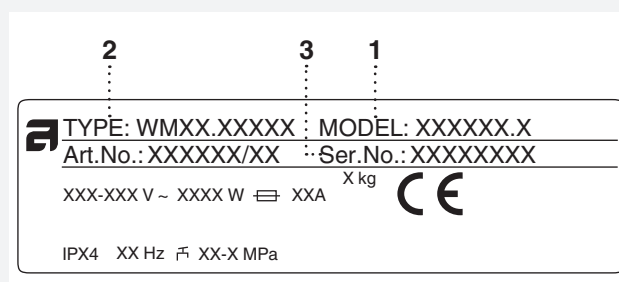 2 3 1
TYPE: WMXX.XXXXX MODEL: XXXXXX.X
Art.No.: XXXXXX/XX Ser.No.: XXXXXXXX
X kg
XXX-XXX V ~ XXXX W XXA CE
IPX4 XX Hz XX-X MPa